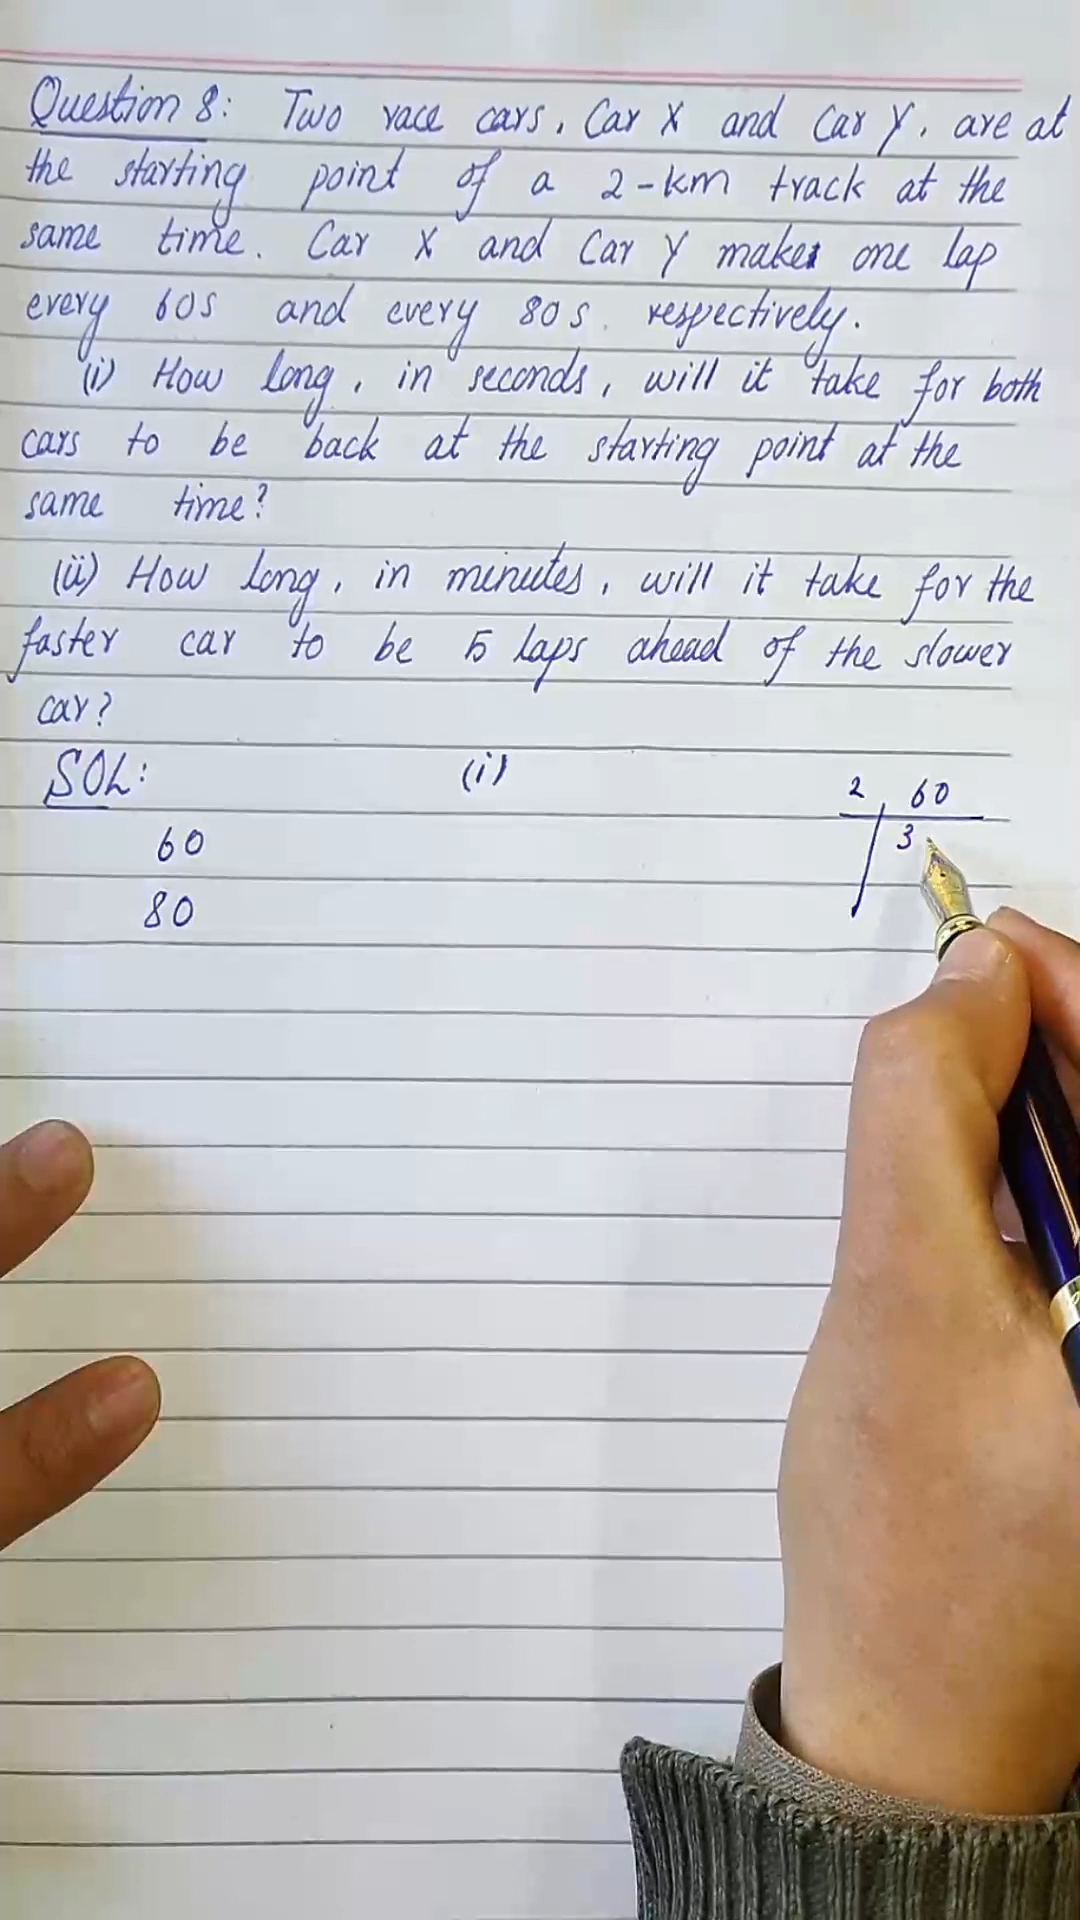 Question 8: Two race cars, Car X and Car Y, are at
the starting point of a 2-km track at the
same time. Car X and Car Y make one lap
every 60s and every 80s, respectively.
(i) How long, in seconds, will it take for both
cars to be back at the starting point at the
same time?
(ii) How long, in minutes, will it take for the
faster car to be 5 laps ahead of the slower
car?
SOL: (i)
2 60
3
60
80